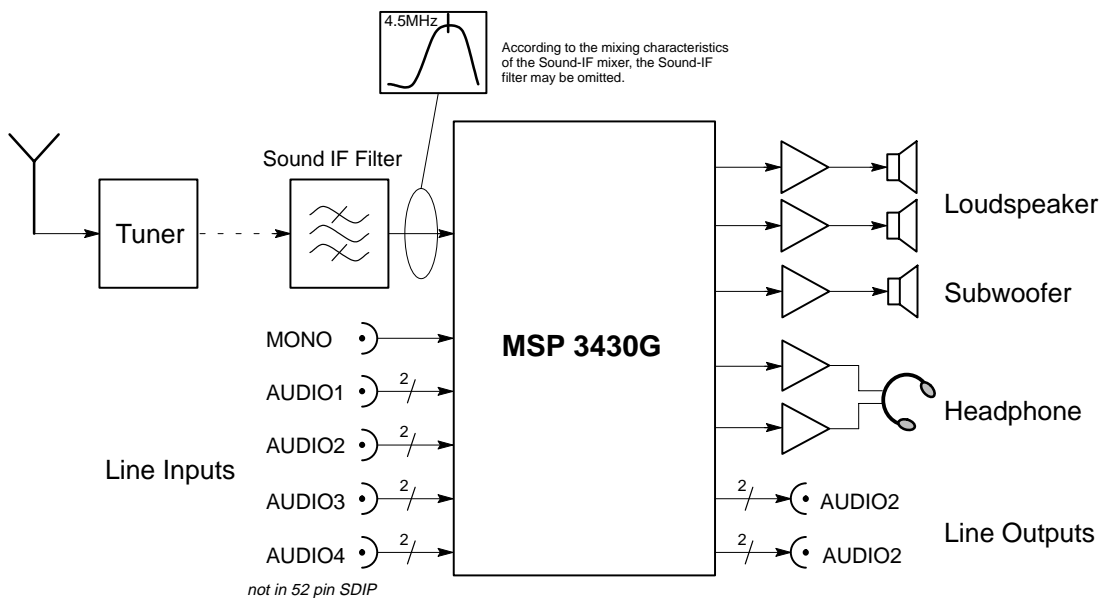 4.5MHz
According to the mixing characteristics
of the Sound-IF mixer, the Sound-IF
filter may be omitted.
Sound IF Filter
Tuner
MSP 3430G
Loudspeaker
Subwoofer
Headphone
MONO
AUDIO1
2
AUDIO2
2
Line Inputs
AUDIO3
2
AUDIO4
2
not in 52 pin SDIP
2
AUDIO2
2
AUDIO2
Line Outputs